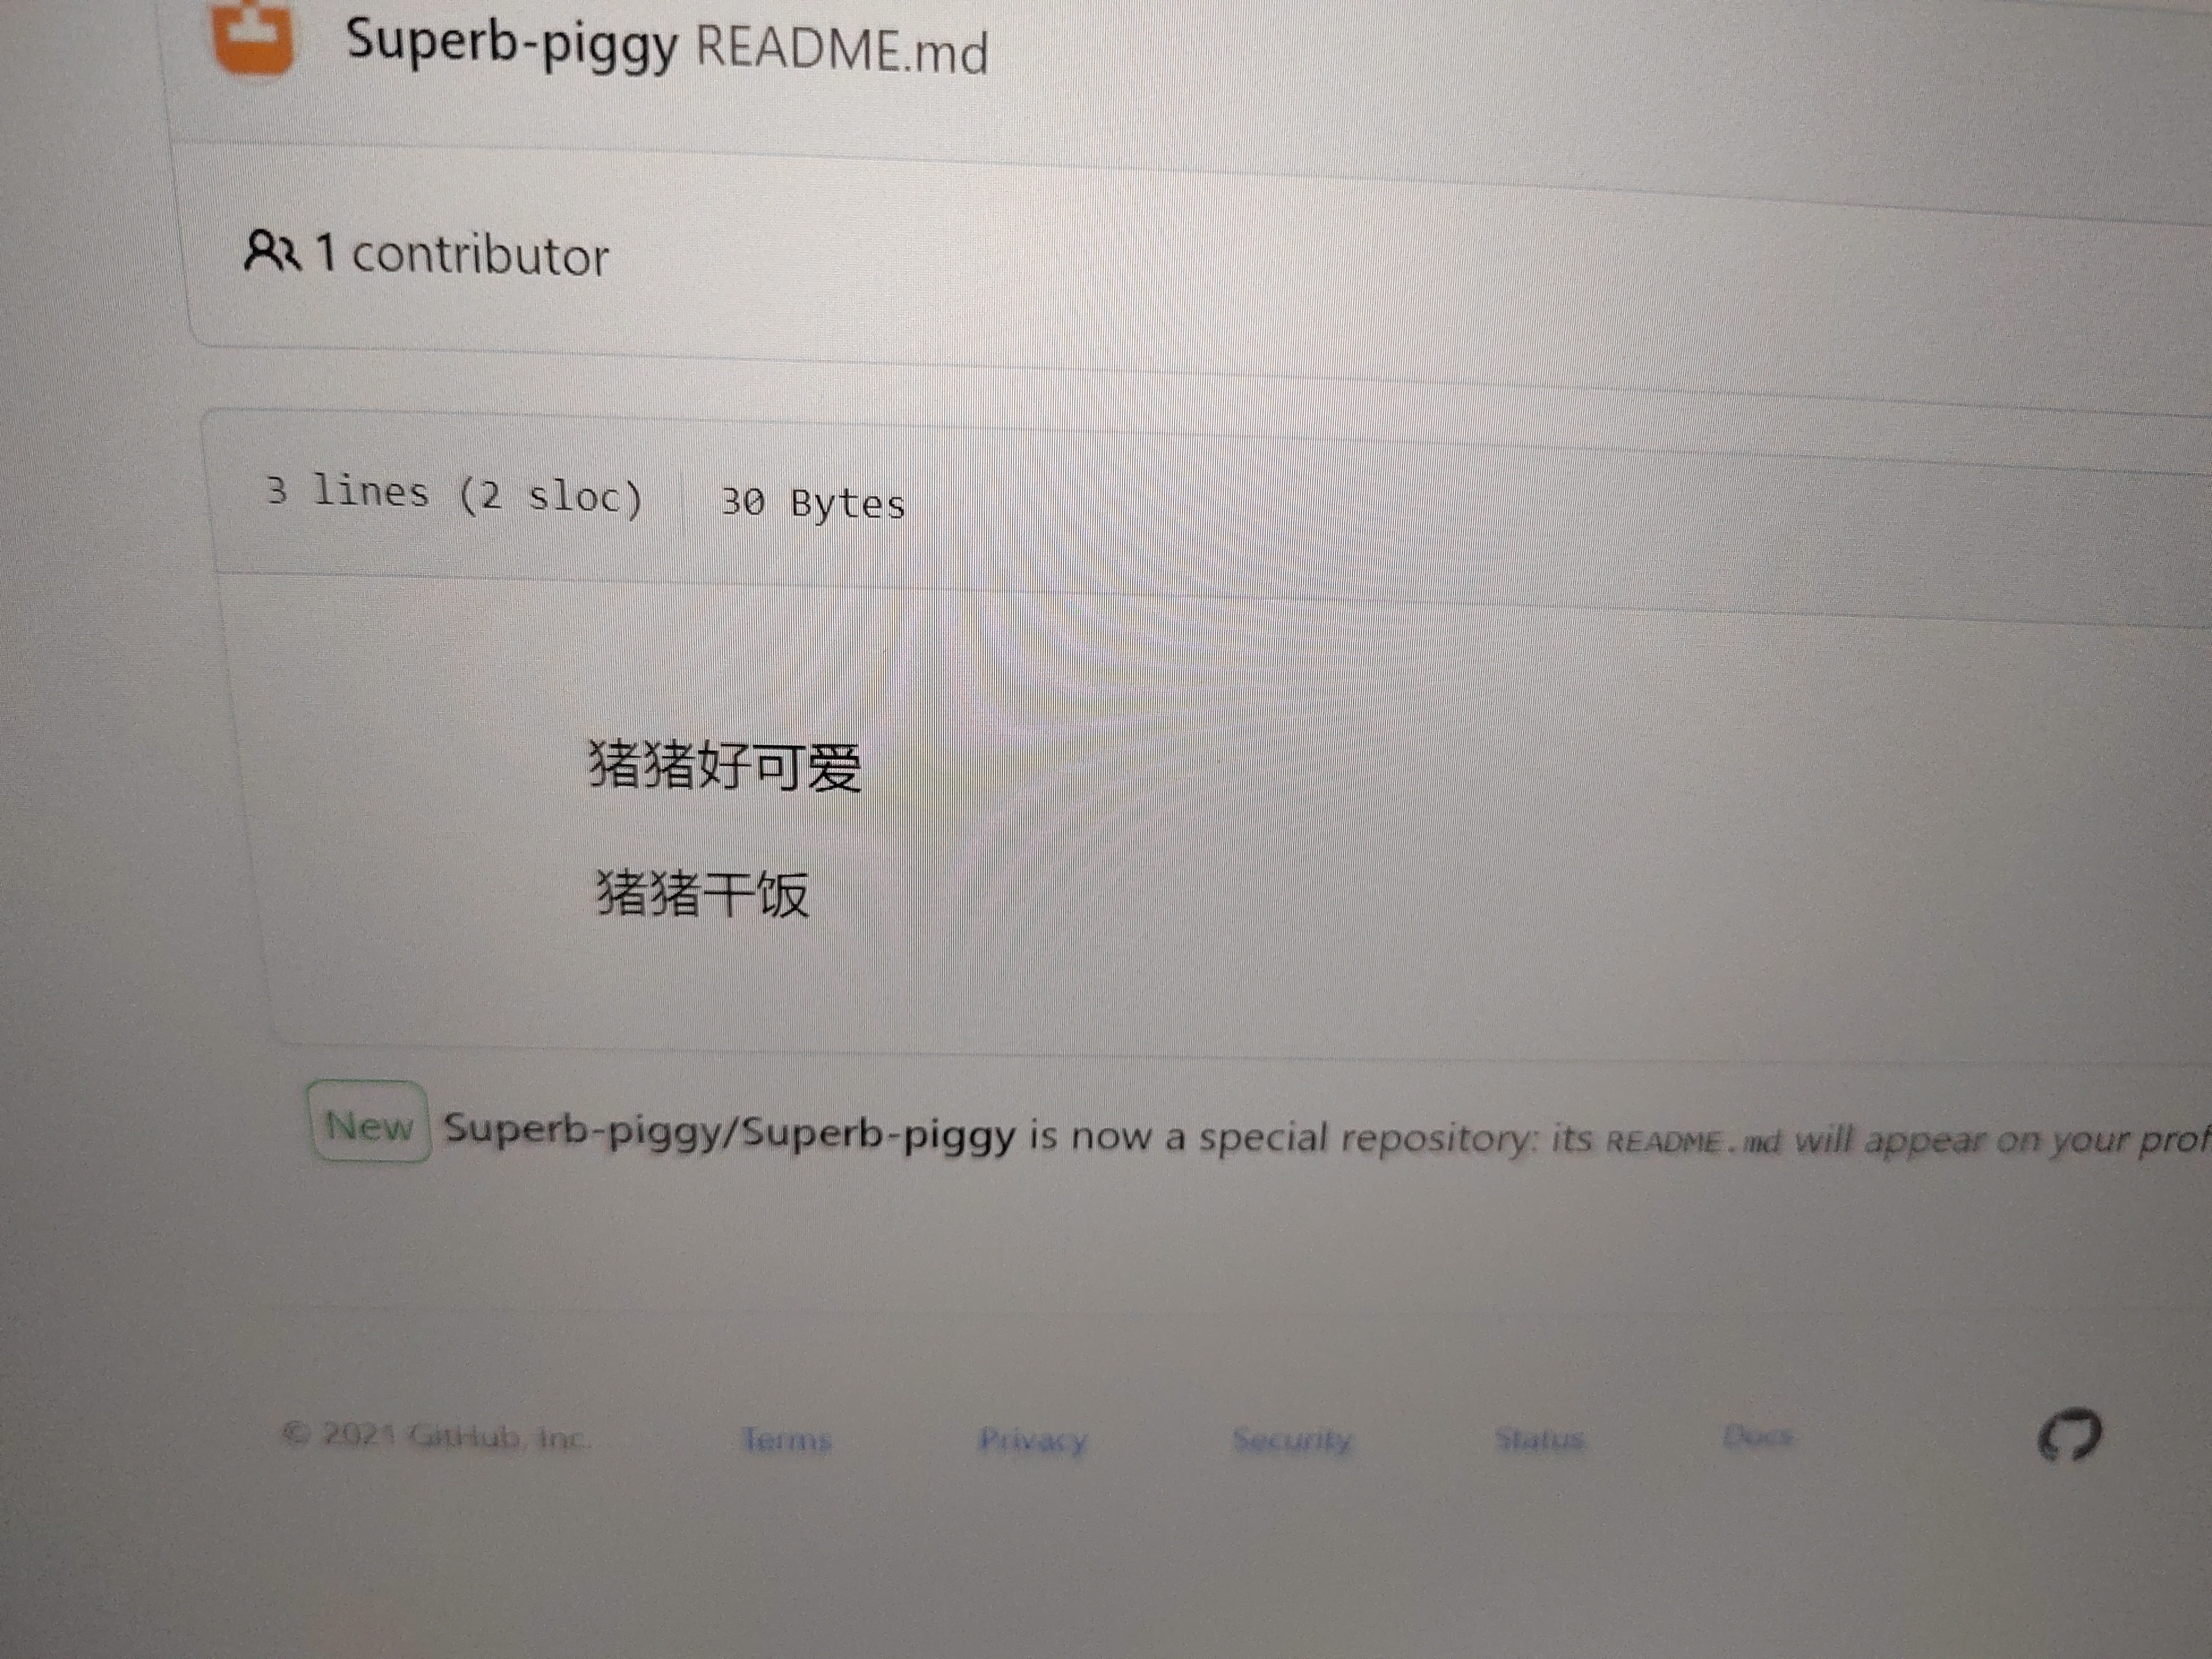 Superb-piggy README.md
1 contributor
3 lines (2 sloc) 30 Bytes
猪猪好可爱
猪猪干饭
New Superb-piggy/Superb-piggy is now a special repository: its README.md will appear on your prof
© 2021 GitHub, Inc. Terms Privacy Security Status Docs